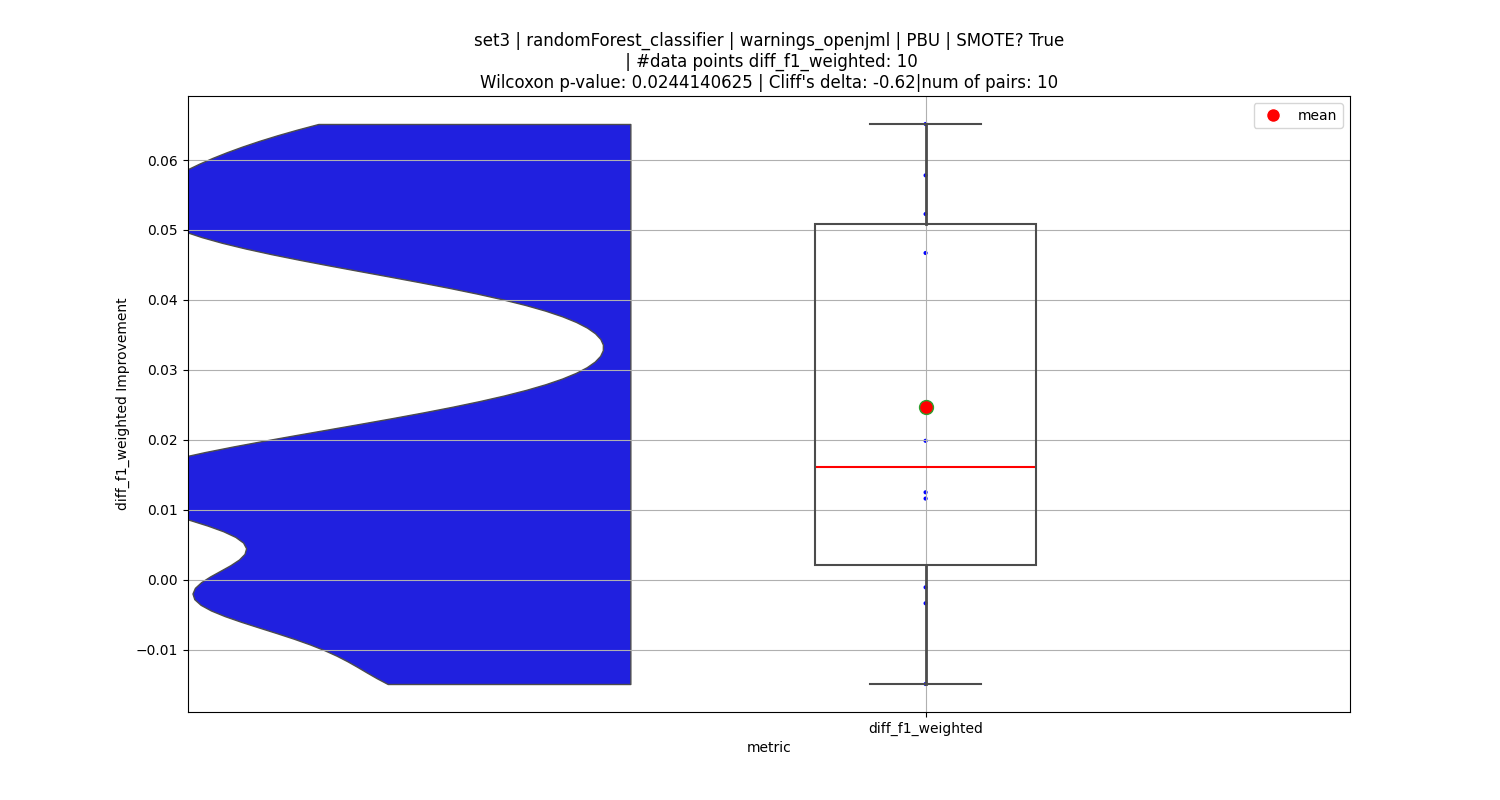 set3 | randomForest_classifier | warnings_openjml | PBU | SMOTE? True
| #data points diff_f1_weighted: 10
Wilcoxon p-value: 0.0244140625 | Cliff's delta: -0.62|num of pairs: 10
mean
0.06
0.05
0.04
0.03
0.02
0.01
0.00
−0.01
diff_f1_weighted Improvement
diff_f1_weighted
metric